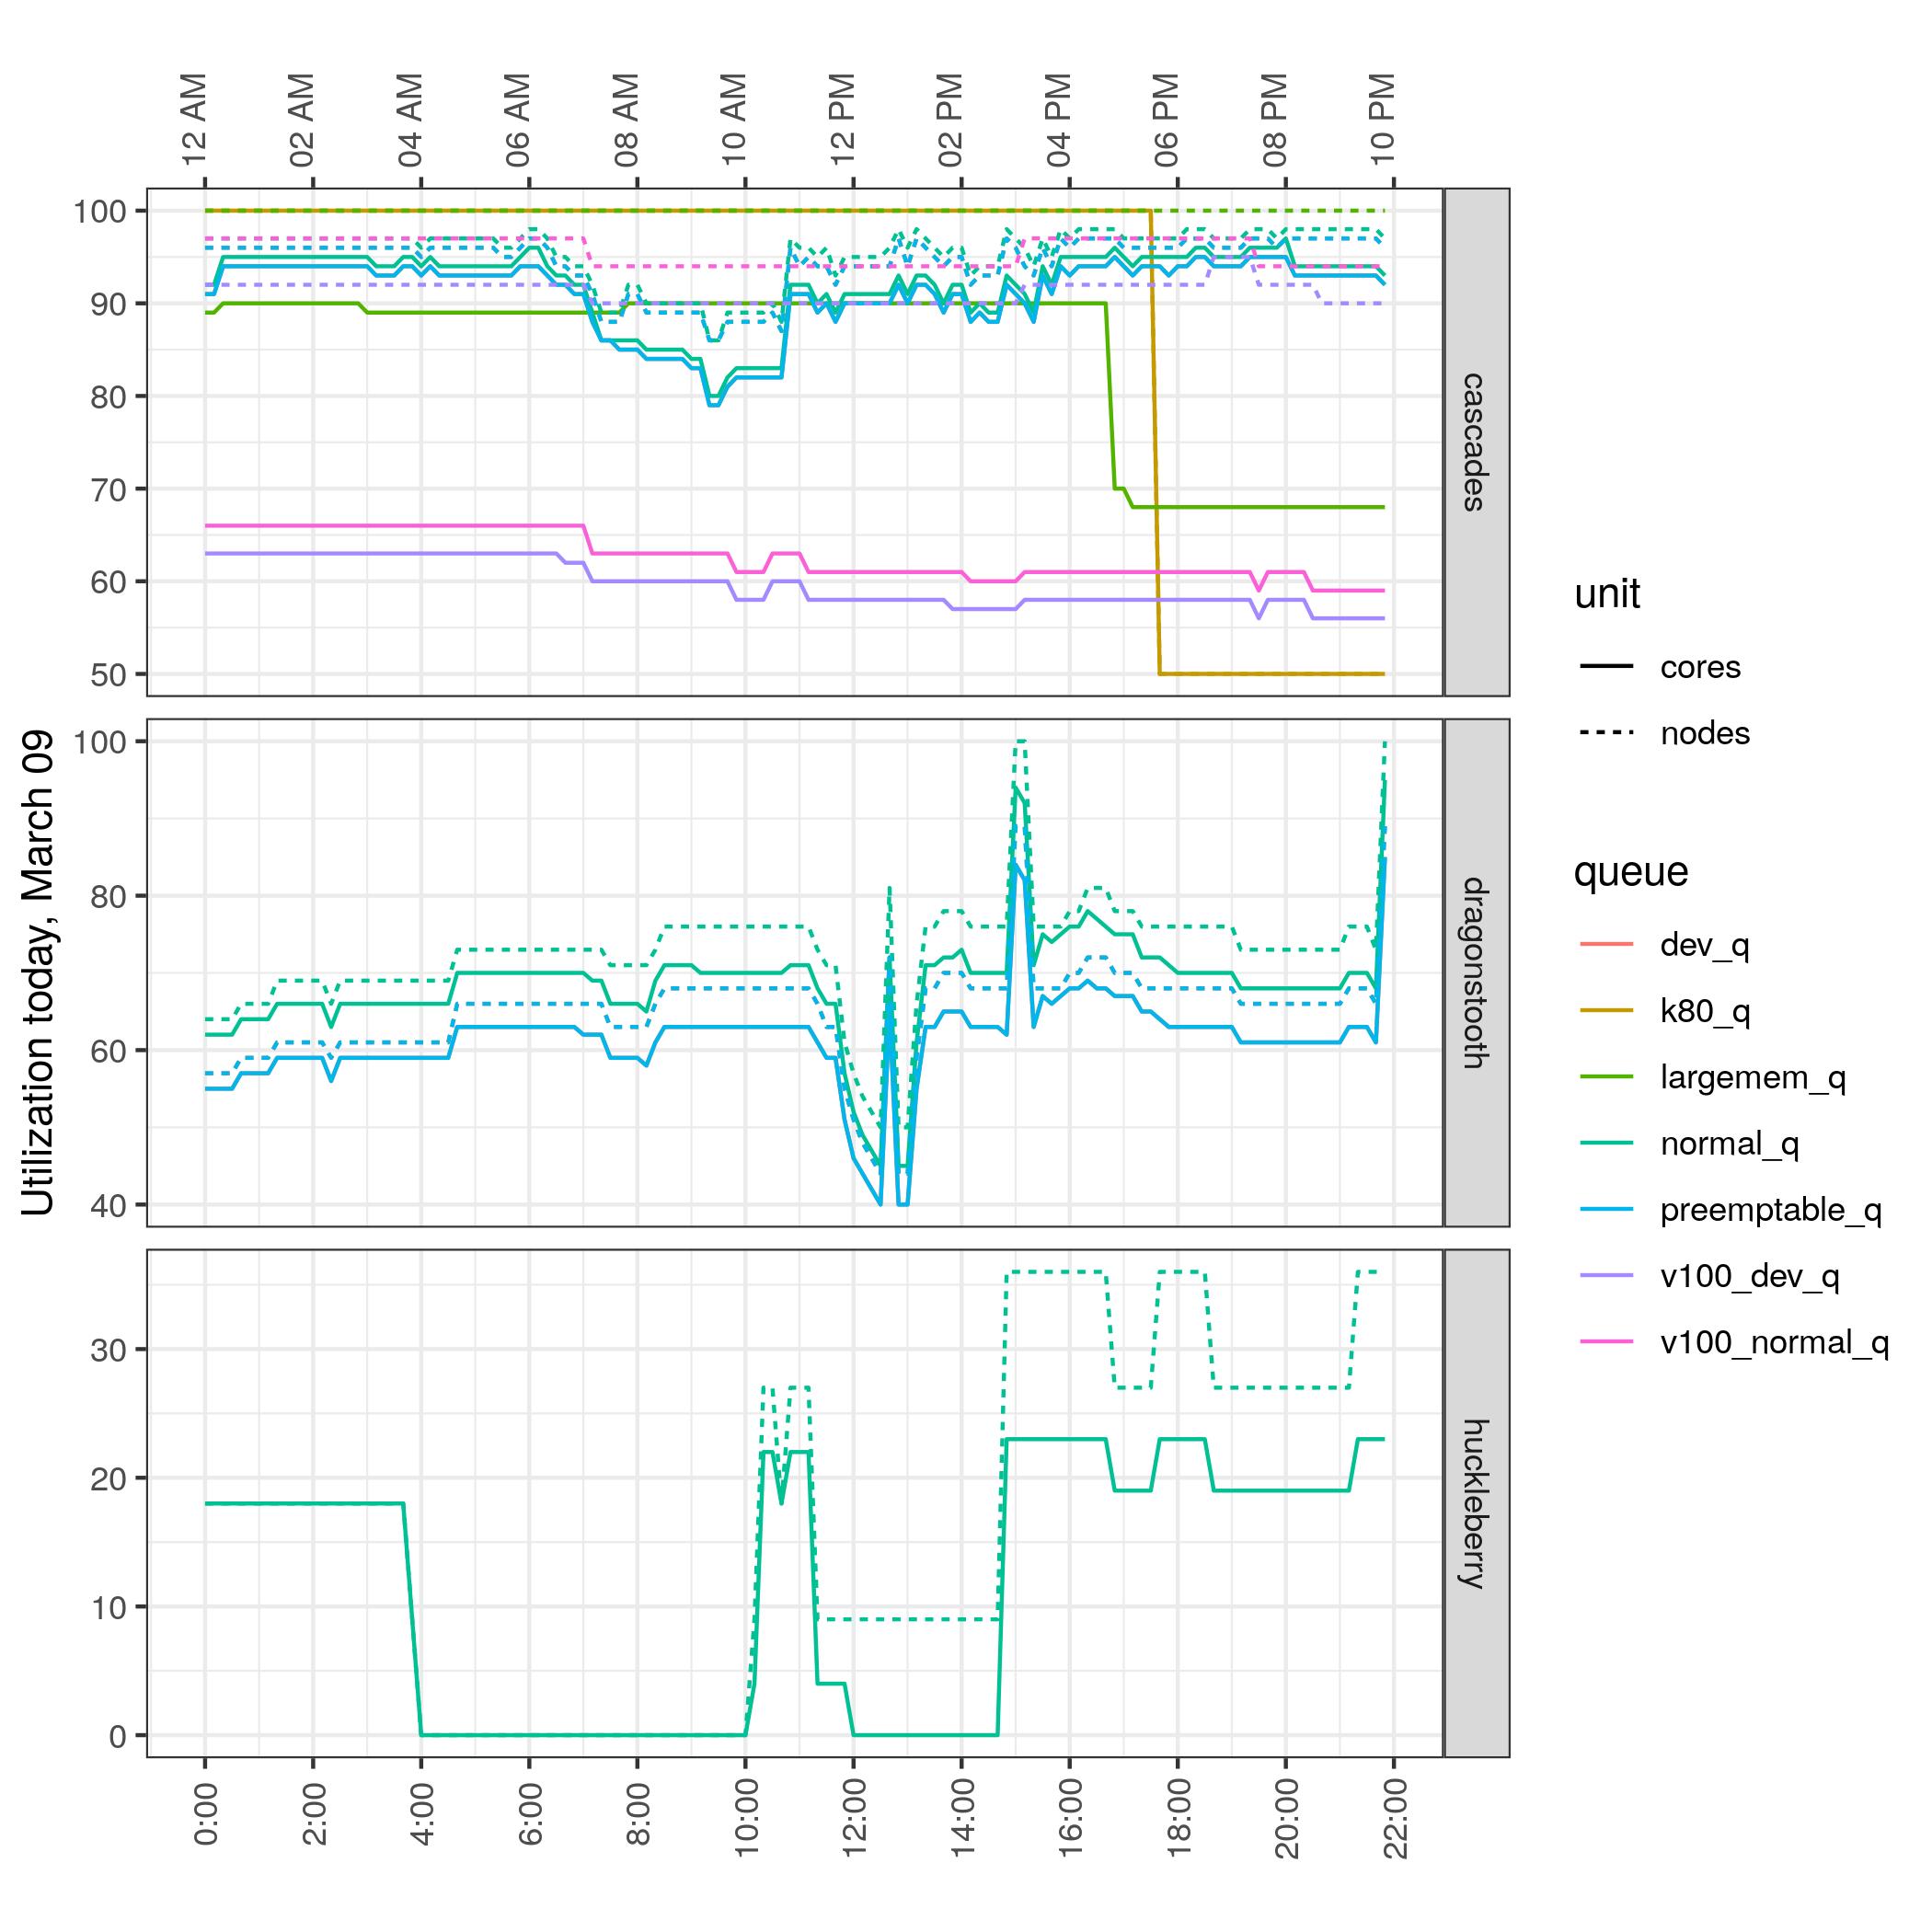 12 AM
02 AM
04 AM
06 AM
08 AM
10 AM
12 PM
02 PM
04 PM
06 PM
08 PM
10 PM
Utilization today, March 09
100
90
80
70
60
50
cascades
100
80
60
40
dragonstooth
30
20
10
0
huckleberry
0:00
2:00
4:00
6:00
8:00
10:00
12:00
14:00
16:00
18:00
20:00
22:00
unit
cores
nodes
queue
dev_q
k80_q
largemem_q
normal_q
preemptable_q
v100_dev_q
v100_normal_q